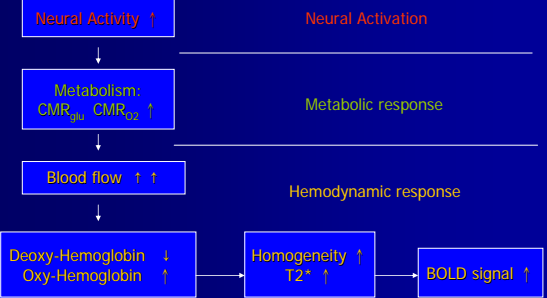 Neural Activity ↑
Neural Activation
Metabolism:
CMRglu CMRO2 ↑
Metabolic response
Blood flow ↑ ↑
Hemodynamic response
Deoxy-Hemoglobin ↓
Oxy-Hemoglobin ↑
Homogeneity ↑
T2* ↑
BOLD signal ↑